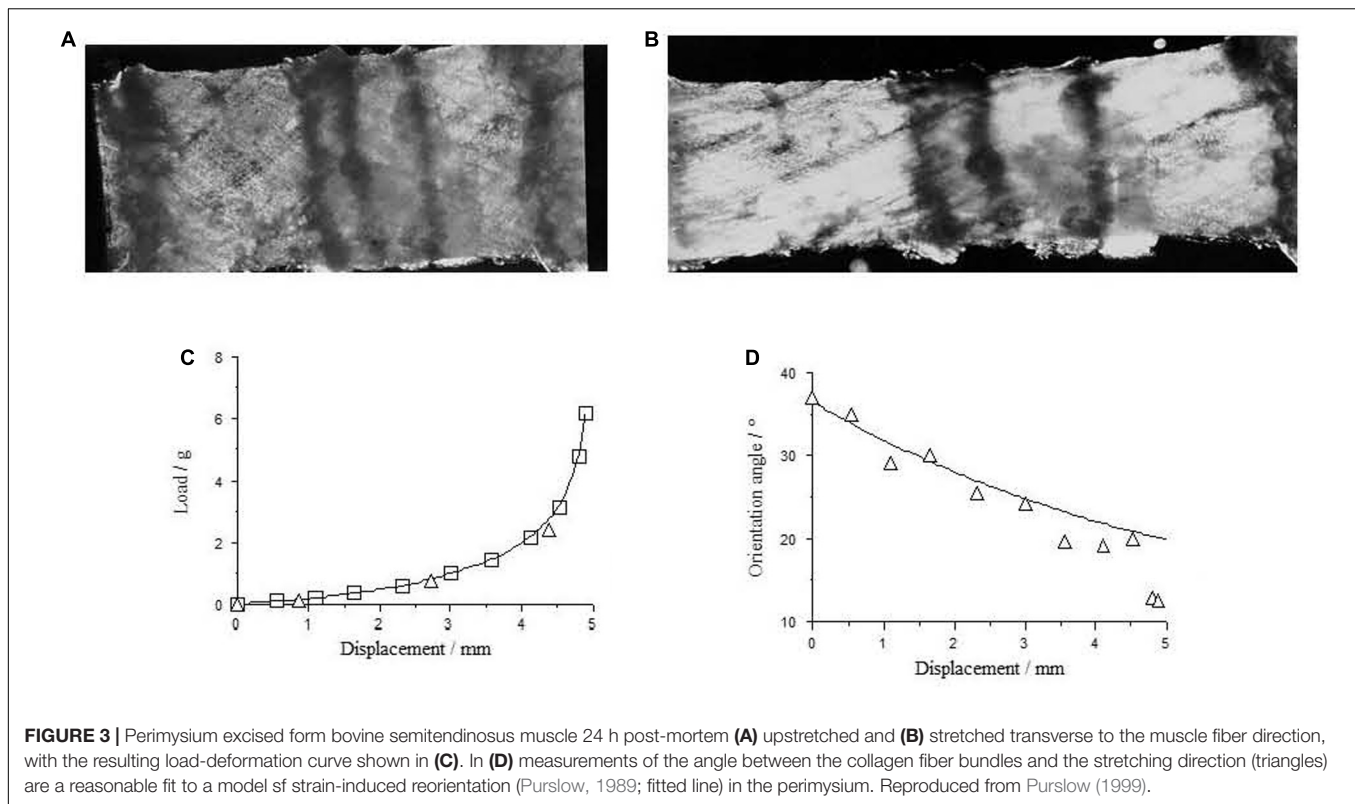 A
B
C
8
6
4
2
0
Load / g
0 1 2 3 4 5
Displacement / mm
D
40
30
20
10
Orientation angle / °
0 1 2 3 4 5
Displacement / mm
FIGURE 3 | Perimysium excised form bovine semitendinosus muscle 24 h post-mortem (A) upstretched and (B) stretched transverse to the muscle fiber direction,
with the resulting load-deformation curve shown in (C). In (D) measurements of the angle between the collagen fiber bundles and the stretching direction (triangles)
are a reasonable fit to a model sf strain-induced reorientation (Purslow, 1989; fitted line) in the perimysium. Reproduced from Purslow (1999).